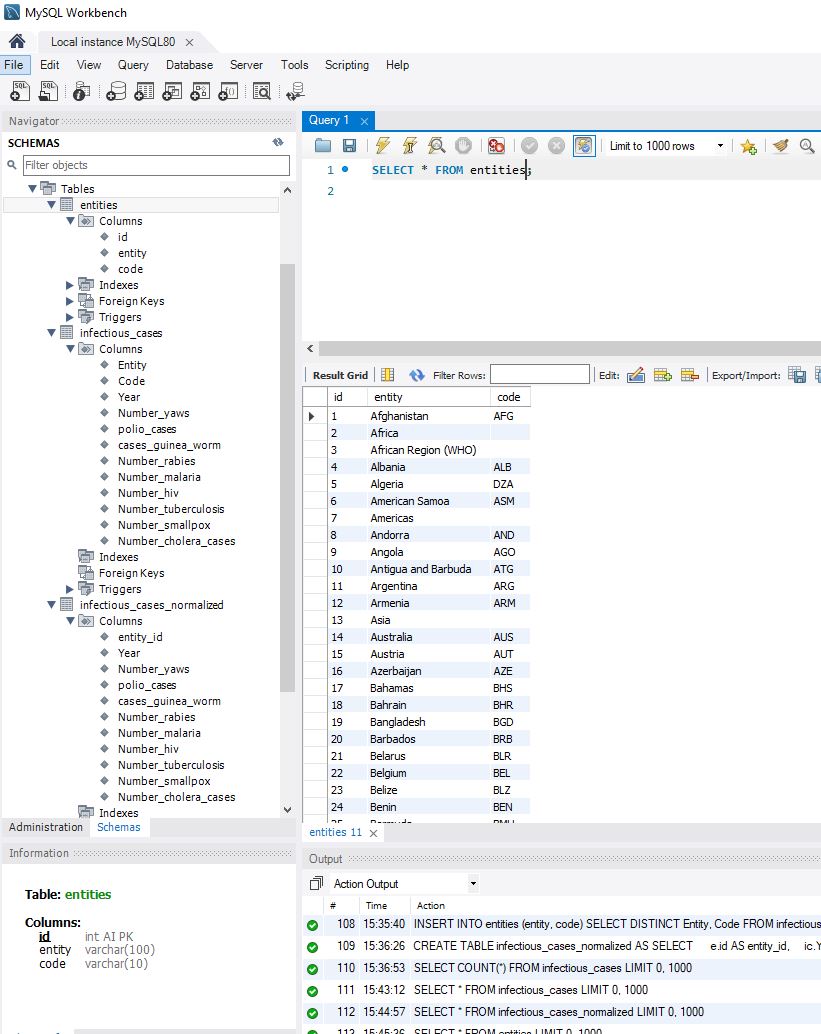 MySQL Workbench
Local instance MySQL80
File Edit View Query Database Server Tools Scripting Help
Navigator
SCHEMAS
Filter objects
Tables
entities
Columns
id
entity
code
Indexes
Foreign Keys
Triggers
infectious_cases
Columns
Entity
Code
Year
Number_yaws
polio_cases
cases_guinea_worm
Number_rabies
Number_malaria
Number_hiv
Number_tuberculosis
Number_smallpox
Number_cholera_cases
Indexes
Foreign Keys
Triggers
infectious_cases_normalized
Columns
entity_id
Year
Number_yaws
polio_cases
cases_guinea_worm
Number_rabies
Number_malaria
Number_hiv
Number_tuberculosis
Number_smallpox
Number_cholera_cases
Indexes
Administration Schemas
Information
Table: entities
Columns:
id int AI PK
entity varchar(100)
code varchar(10)
Query 1
Limit to 1000 rows
1 SELECT * FROM entities;
2
Result Grid Filter Rows: Edit: Export/Import:
id entity code
1 Afghanistan AFG
2 Africa
3 African Region (WHO)
4 Albania ALB
5 Algeria DZA
6 American Samoa ASM
7 Americas
8 Andorra AND
9 Angola AGO
10 Antigua and Barbuda ATG
11 Argentina ARG
12 Armenia ARM
13 Asia
14 Australia AUS
15 Austria AUT
16 Azerbaijan AZE
17 Bahamas BHS
18 Bahrain BHR
19 Bangladesh BGD
20 Barbados BRB
21 Belarus BLR
22 Belgium BEL
23 Belize BLZ
24 Benin BEN
25 Bermuda BMU
entities 11
Output
Action Output
# Time Action
108 15:35:40 INSERT INTO entities (entity, code) SELECT DISTINCT Entity, Code FROM infectious
109 15:36:26 CREATE TABLE infectious_cases_normalized AS SELECT e.id AS entity_id, ic.Y
110 15:36:53 SELECT COUNT(*) FROM infectious_cases LIMIT 0, 1000
111 15:43:12 SELECT * FROM infectious_cases LIMIT 0, 1000
112 15:44:57 SELECT * FROM infectious_cases_normalized LIMIT 0, 1000
113 15:45:36 SELECT * FROM entities LIMIT 0, 1000